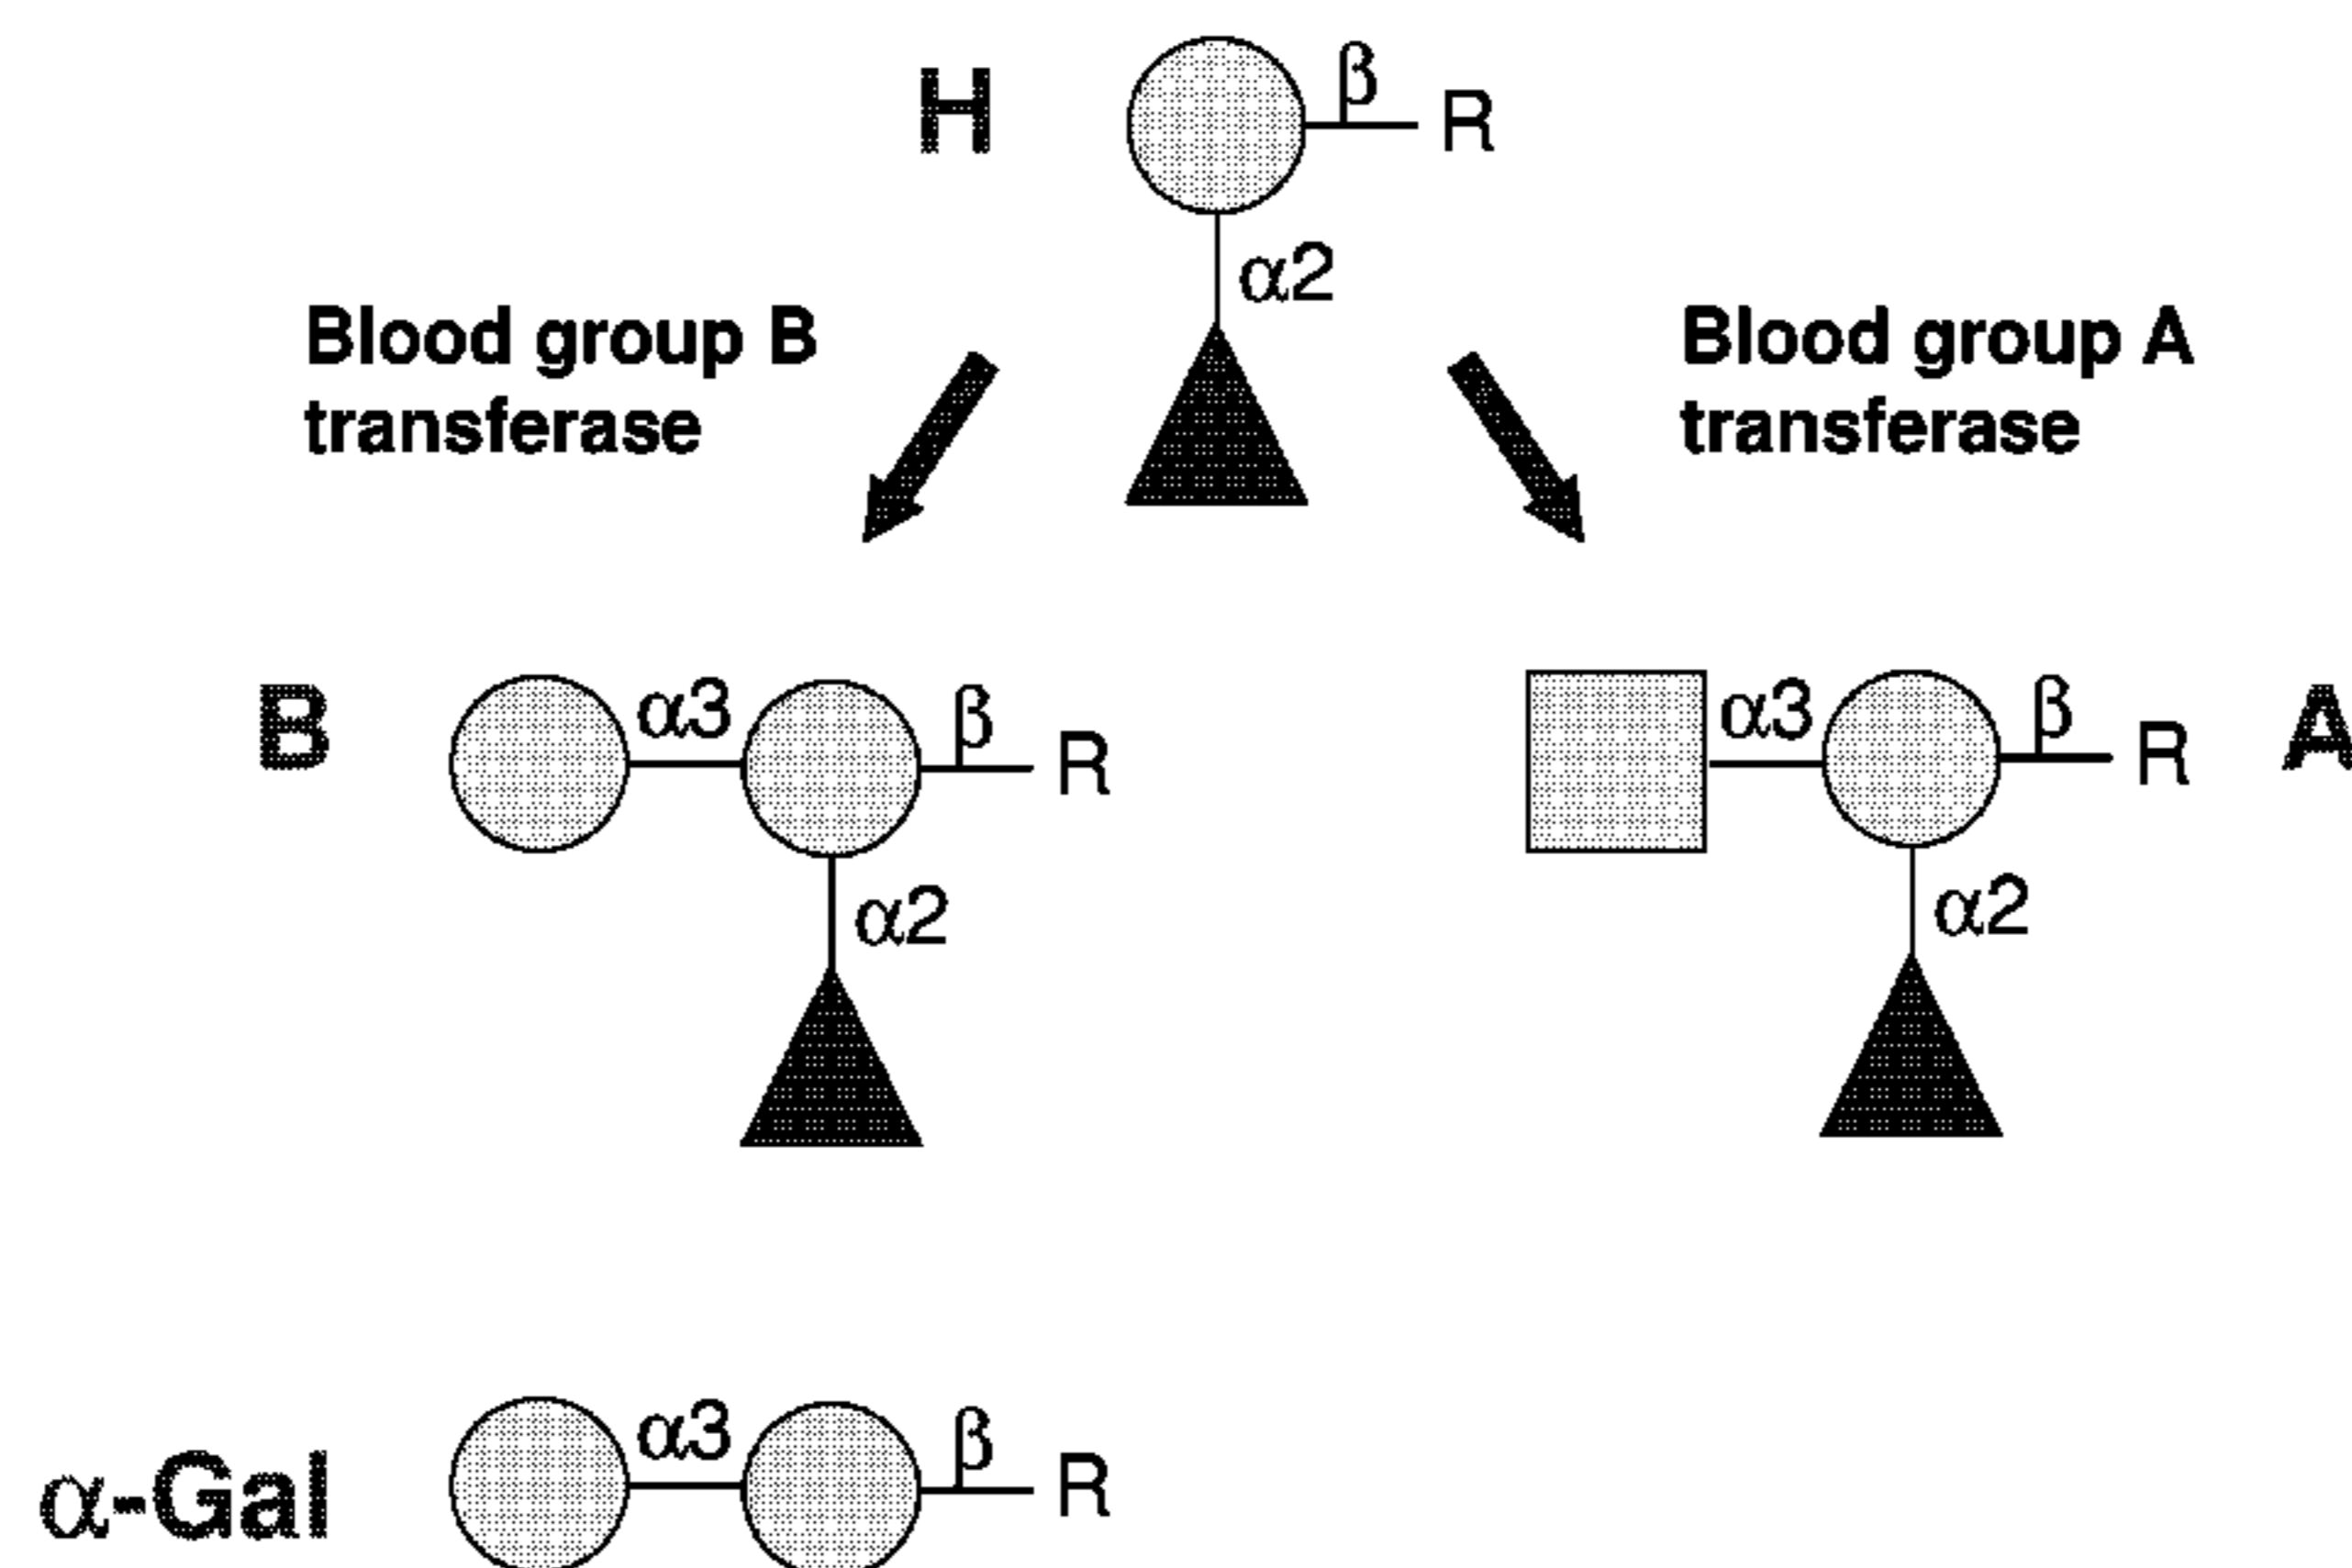 H
β
R
α2
Blood group B
transferase
Blood group A
transferase
B
α3
β
R
α2
α3
β
R
A
α2
α-Gal
α3
β
R